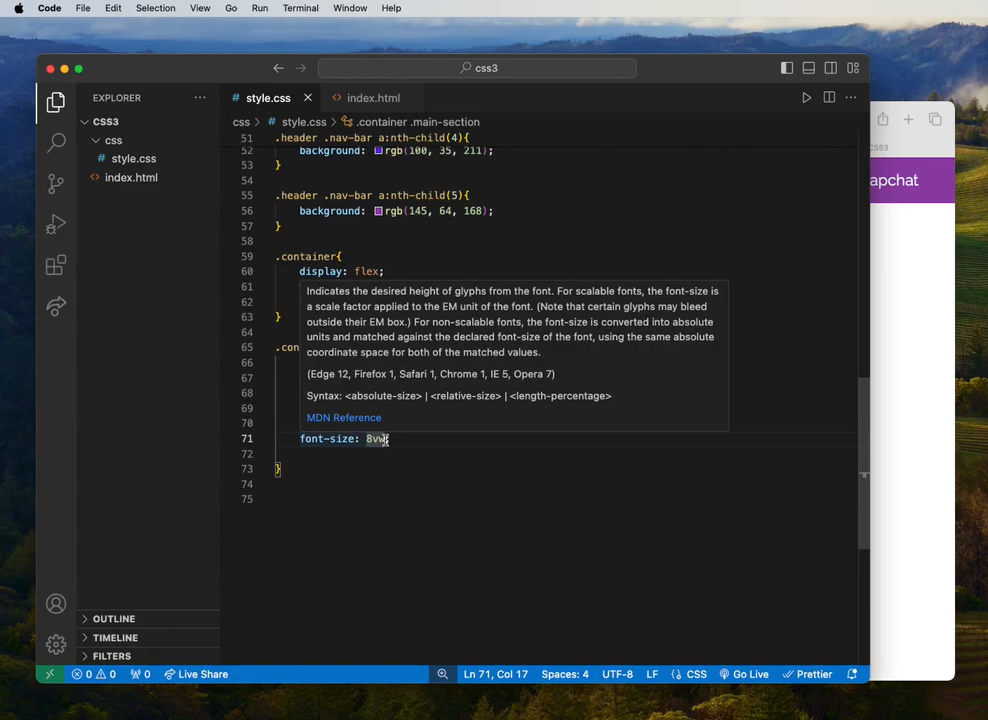 Code File Edit Selection View Go Run Terminal Window Help
css3
EXPLORER
style.css
index.html
css > style.css > .container .main-section
CSS3
css
style.css
index.html
51 .header .nav-bar a:nth-child(4){
52 background: rgb(100, 35, 211);
53 }
54
55 .header .nav-bar a:nth-child(5){
56 background: rgb(145, 64, 168);
57 }
58
59 .container{
60 display: flex;
61
62
63 }
64
65 .con
66
67
68
69
70
Indicates the desired height of glyphs from the font. For scalable fonts, the font-size is
a scale factor applied to the EM unit of the font. (Note that certain glyphs may bleed
outside their EM box.) For non-scalable fonts, the font-size is converted into absolute
units and matched against the declared font-size of the font, using the same absolute
coordinate space for both of the matched values.
(Edge 12, Firefox 1, Safari 1, Chrome 1, IE 5, Opera 7)
Syntax: <absolute-size> | <relative-size> | <length-percentage>
MDN Reference
71 font-size: 8vw
72
73 }
74
75
OUTLINE
TIMELINE
FILTERS
0 0 0 Live Share
Ln 71, Col 17 Spaces: 4 UTF-8 LF CSS Go Live Prettier
CSS3
apchat